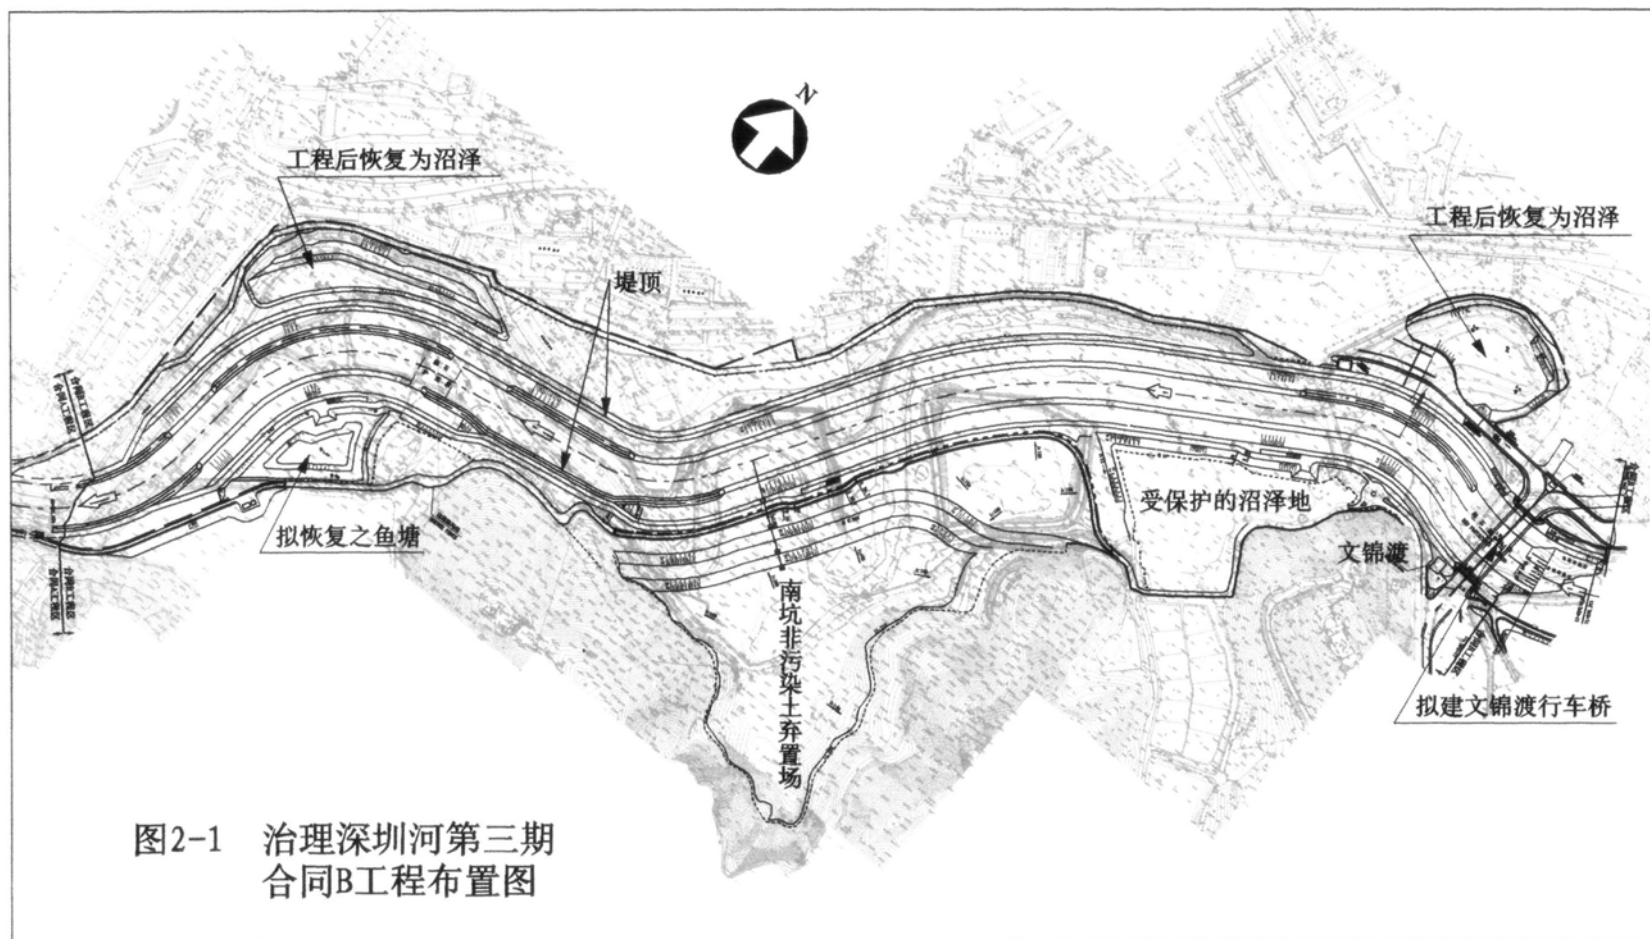 N
工程后恢复为沼泽
工程后恢复为沼泽
堤顶
受保护的沼泽地
拟恢复之鱼塘
文锦渡
南坑非污染土弃置场
拟建文锦渡行车桥
图2-1 治理深圳河第三期
合同B工程布置图